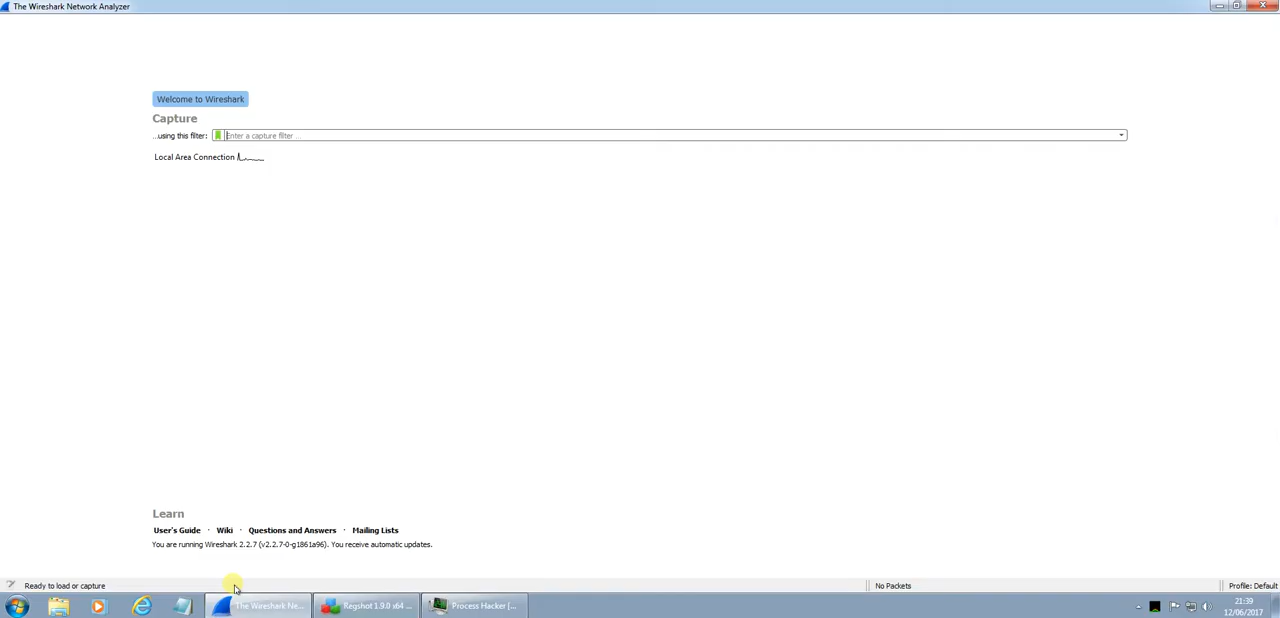 The Wireshark Network Analyzer
Welcome to Wireshark
Capture
...using this filter: Enter a capture filter ...
Local Area Connection
Learn
User's Guide · Wiki · Questions and Answers · Mailing Lists
You are running Wireshark 2.2.7 (v2.2.7-0-g1861a96). You receive automatic updates.
Ready to load or capture No Packets Profile: Default
The Wireshark Ne... Regshot 1.9.0 x64 ... Process Hacker [... 21:39
12/06/2017